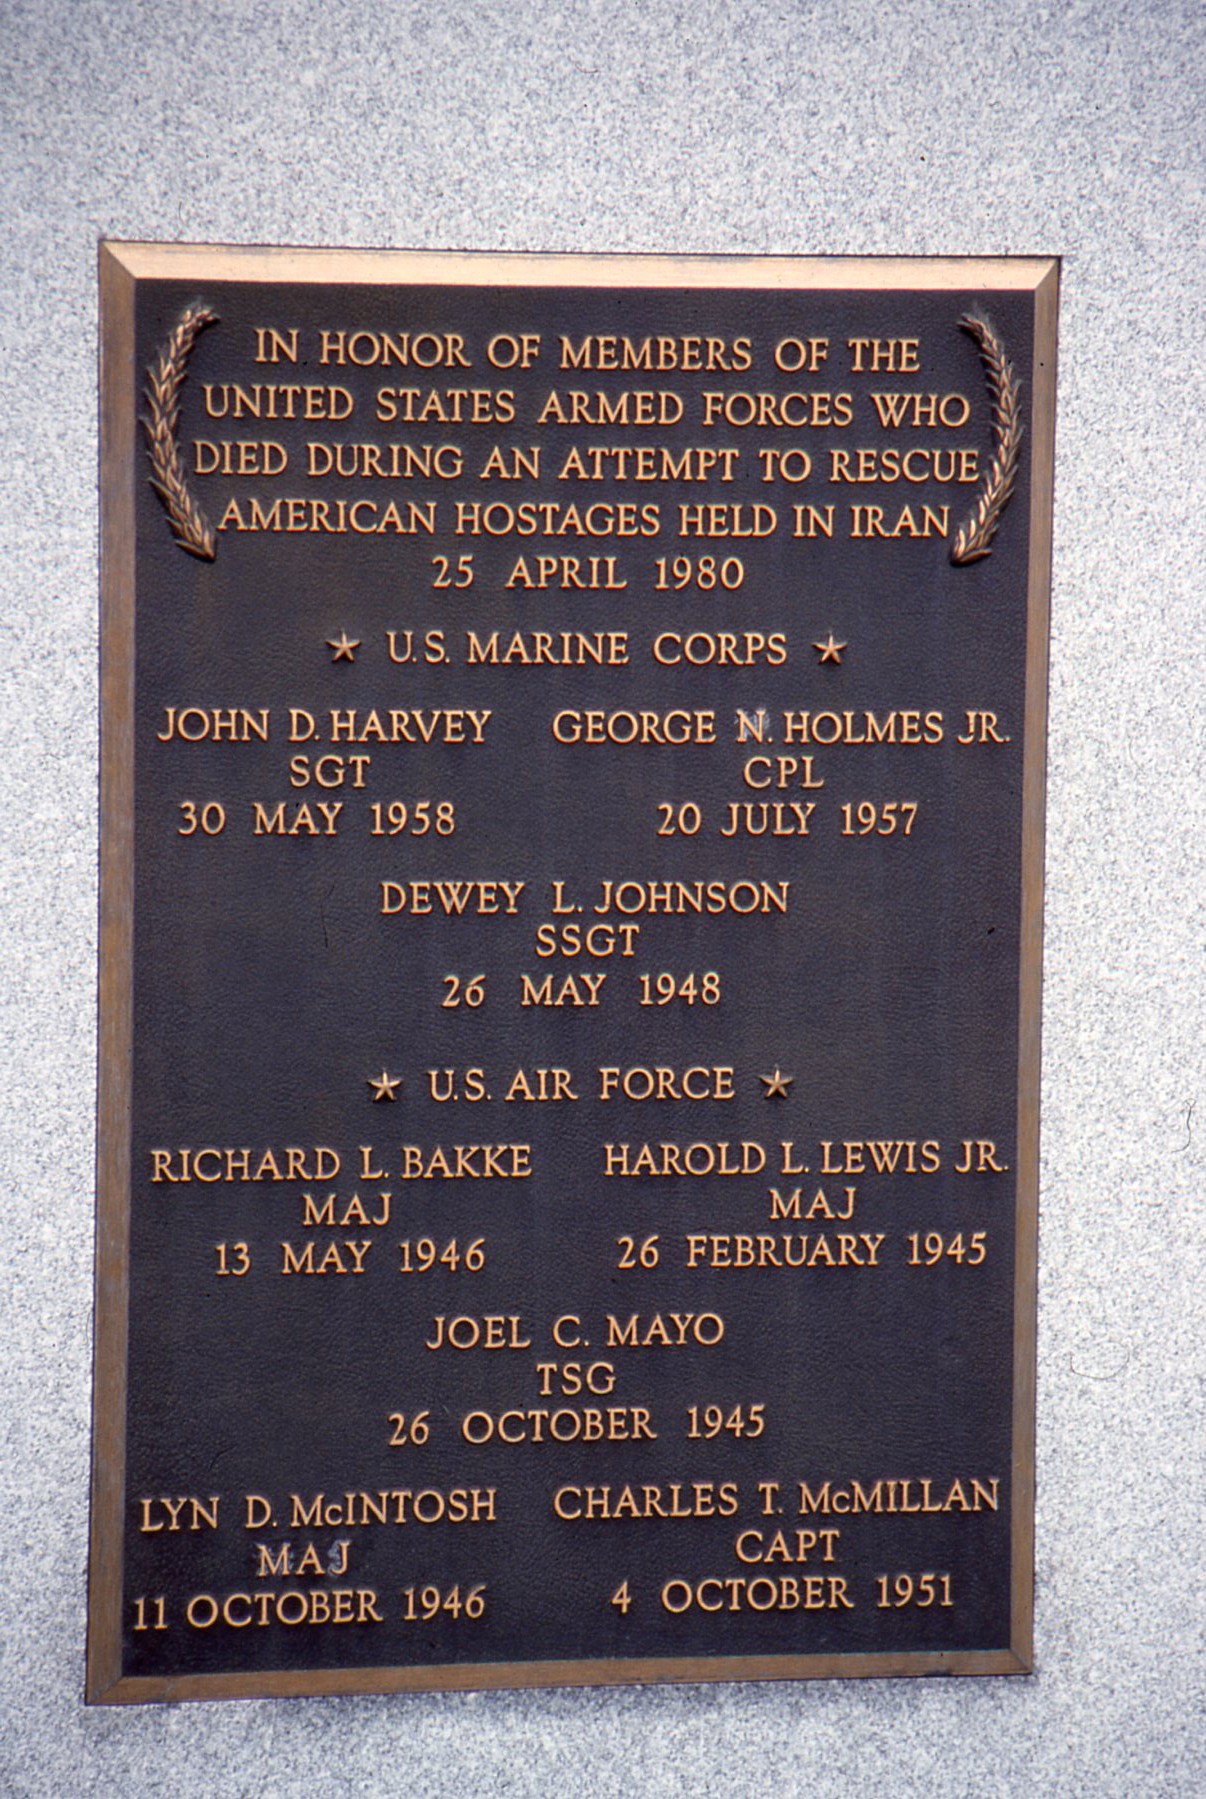 IN HONOR OF MEMBERS OF THE
UNITED STATES ARMED FORCES WHO
DIED DURING AN ATTEMPT TO RESCUE
AMERICAN HOSTAGES HELD IN IRAN
25 APRIL 1980
U.S. MARINE CORPS
JOHN D. HARVEY GEORGE N. HOLMES JR.
SGT CPL
30 MAY 1958 20 JULY 1957
DEWEY L. JOHNSON
SSGT
26 MAY 1948
U.S. AIR FORCE
RICHARD L. BAKKE HAROLD L. LEWIS JR.
MAJ MAJ
13 MAY 1946 26 FEBRUARY 1945
JOEL C. MAYO
TSG
26 OCTOBER 1945
LYN D. McINTOSH CHARLES T. McMILLAN
MAJ CAPT
11 OCTOBER 1946 4 OCTOBER 1951